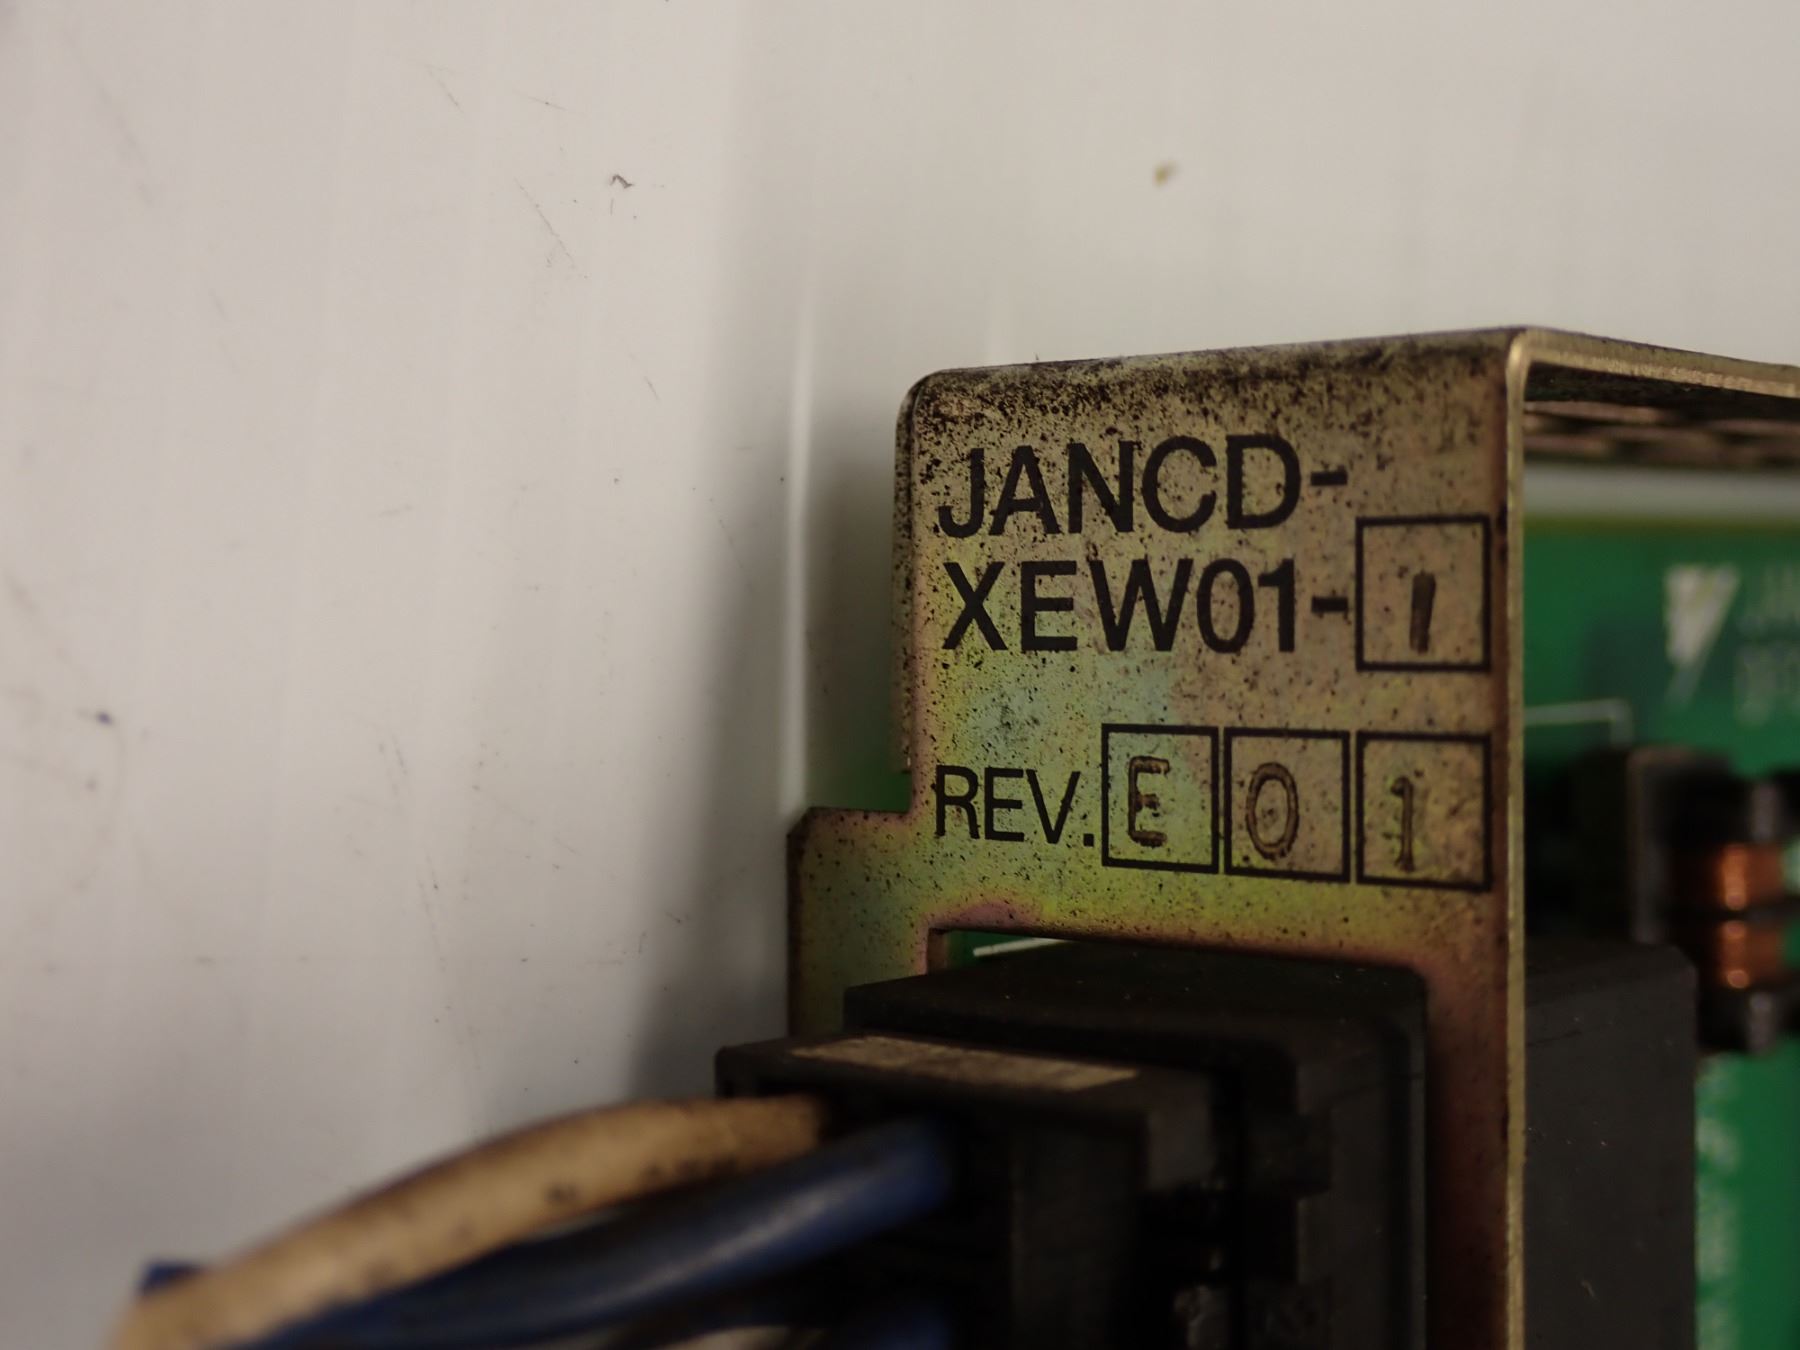 JANCD-
XEW01-1
REV. E01